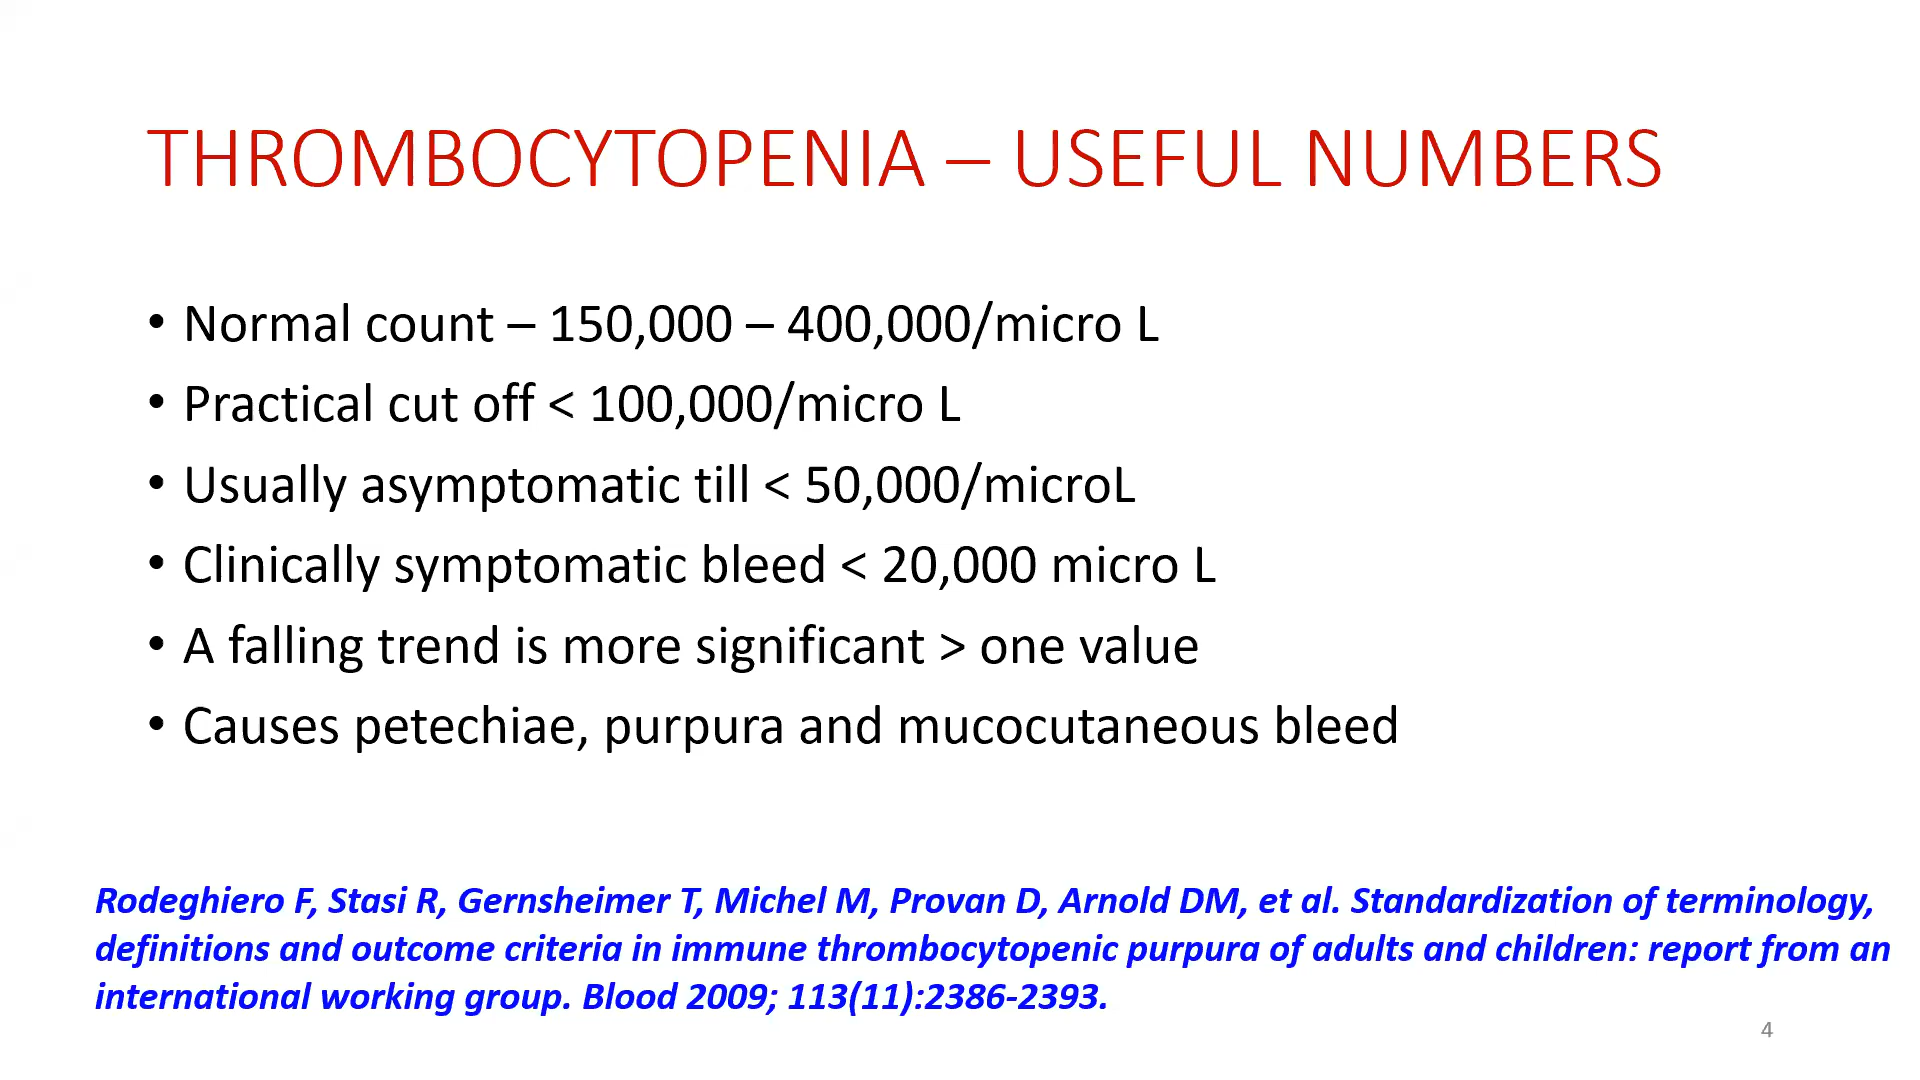 THROMBOCYTOPENIA – USEFUL NUMBERS
• Normal count – 150,000 – 400,000/micro L
• Practical cut off < 100,000/micro L
• Usually asymptomatic till < 50,000/microL
• Clinically symptomatic bleed < 20,000 micro L
• A falling trend is more significant > one value
• Causes petechiae, purpura and mucocutaneous bleed
Rodeghiero F, Stasi R, Gernsheimer T, Michel M, Provan D, Arnold DM, et al. Standardization of terminology,
definitions and outcome criteria in immune thrombocytopenic purpura of adults and children: report from an
international working group. Blood 2009; 113(11):2386-2393.
4